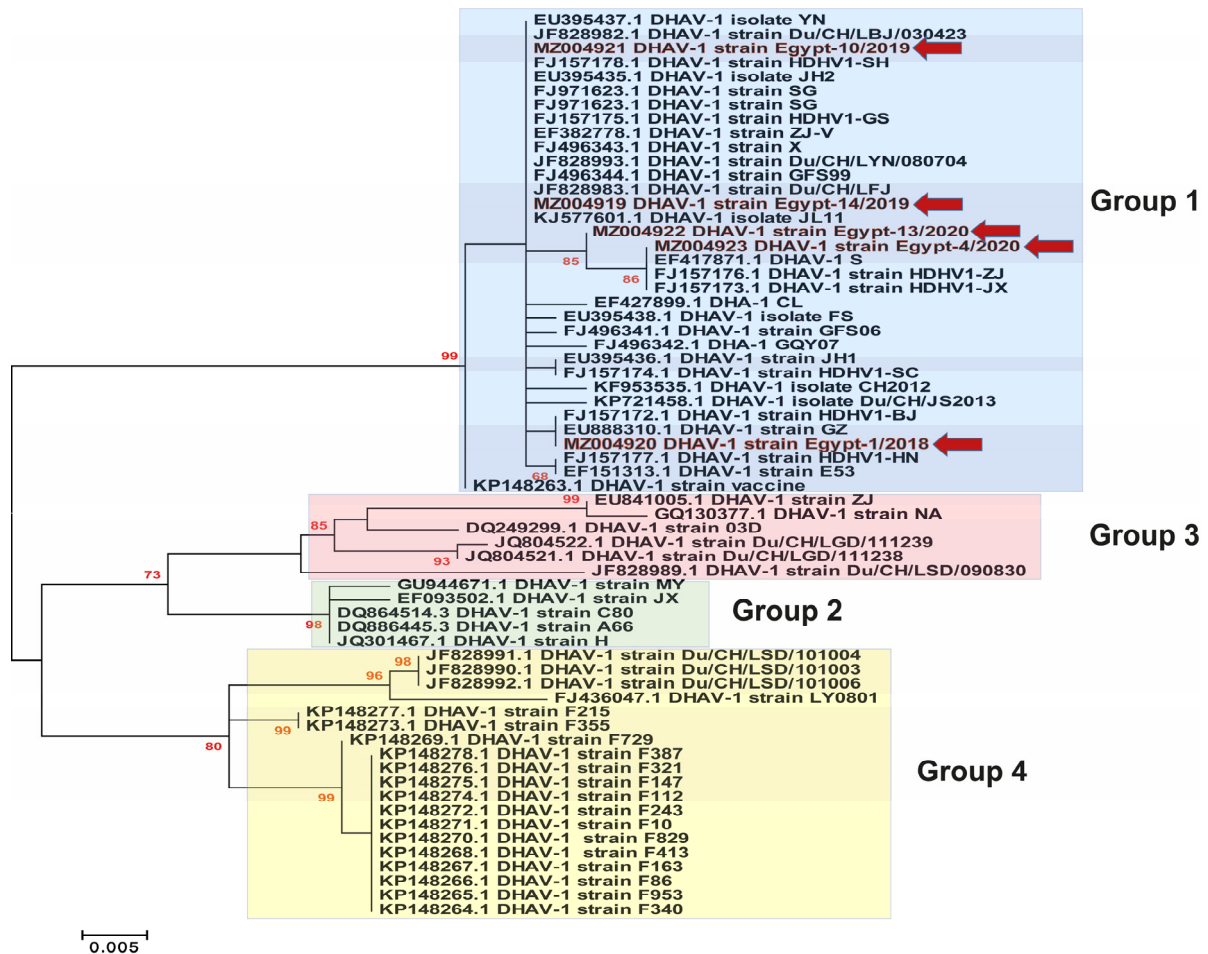 EU395437.1 DHAV-1 isolate YN
JF828982.1 DHAV-1 strain Du/CH/LBJ/030423
MZ004921 DHAV-1 strain Egypt-10/2019
FJ157178.1 DHAV-1 strain HDHV1-SH
EU395435.1 DHAV-1 isolate JH2
FJ971623.1 DHAV-1 strain SG
FJ971623.1 DHAV-1 strain SG
FJ157175.1 DHAV-1 strain HDHV1-GS
EF382778.1 DHAV-1 strain ZJ-V
FJ496343.1 DHAV-1 strain X
JF828993.1 DHAV-1 strain Du/CH/LYN/080704
FJ496344.1 DHAV-1 strain GFS99
JF828983.1 DHAV-1 strain Du/CH/LFJ
Group 1
MZ004919 DHAV-1 strain Egypt-14/2019
KJ577601.1 DHAV-1 isolate JL11
MZ004922 DHAV-1 strain Egypt-13/2020
MZ004923 DHAV-1 strain Egypt-4/2020
85
EF417871.1 DHAV-1 S
FJ157176.1 DHAV-1 strain HDHV1-ZJ
86
FJ157173.1 DHAV-1 strain HDHV1-JX
EF427899.1 DHA-1 CL
EU395438.1 DHAV-1 isolate FS
FJ496341.1 DHAV-1 strain GFS06
FJ496342.1 DHA-1 GQY07
99
EU395436.1 DHAV-1 strain JH1
FJ157174.1 DHAV-1 strain HDHV1-SC
KF953535.1 DHAV-1 isolate CH2012
KP721458.1 DHAV-1 isolate Du/CH/JS2013
FJ157172.1 DHAV-1 strain HDHV1-BJ
EU888310.1 DHAV-1 strain GZ
MZ004920 DHAV-1 strain Egypt-1/2018
FJ157177.1 DHAV-1 strain HDHV1-HN
68
EF151313.1 DHAV-1 strain E53
KP148263.1 DHAV-1 strain vaccine
99
EU841005.1 DHAV-1 strain ZJ
GQ130377.1 DHAV-1 strain NA
85
DQ249299.1 DHAV-1 strain 03D
Group 3
JQ804522.1 DHAV-1 strain Du/CH/LGD/111239
93
JQ804521.1 DHAV-1 strain Du/CH/LGD/111238
73
JF828989.1 DHAV-1 strain Du/CH/LSD/090830
GU944671.1 DHAV-1 strain MY
EF093502.1 DHAV-1 strain JX
DQ864514.3 DHAV-1 strain C80
Group 2
98
DQ886445.3 DHAV-1 strain A66
JQ301467.1 DHAV-1 strain H
JF828991.1 DHAV-1 strain Du/CH/LSD/101004
98
JF828990.1 DHAV-1 strain Du/CH/LSD/101003
96
JF828992.1 DHAV-1 strain Du/CH/LSD/101006
FJ436047.1 DHAV-1 strain LY0801
KP148277.1 DHAV-1 strain F215
KP148273.1 DHAV-1 strain F355
99
80
KP148269.1 DHAV-1 strain F729
KP148278.1 DHAV-1 strain F387
KP148276.1 DHAV-1 strain F321
Group 4
KP148275.1 DHAV-1 strain F147
99
KP148274.1 DHAV-1 strain F112
KP148272.1 DHAV-1 strain F243
KP148271.1 DHAV-1 strain F10
KP148270.1 DHAV-1 strain F829
KP148268.1 DHAV-1 strain F413
KP148267.1 DHAV-1 strain F163
KP148266.1 DHAV-1 strain F86
KP148265.1 DHAV-1 strain F953
KP148264.1 DHAV-1 strain F340
0.005